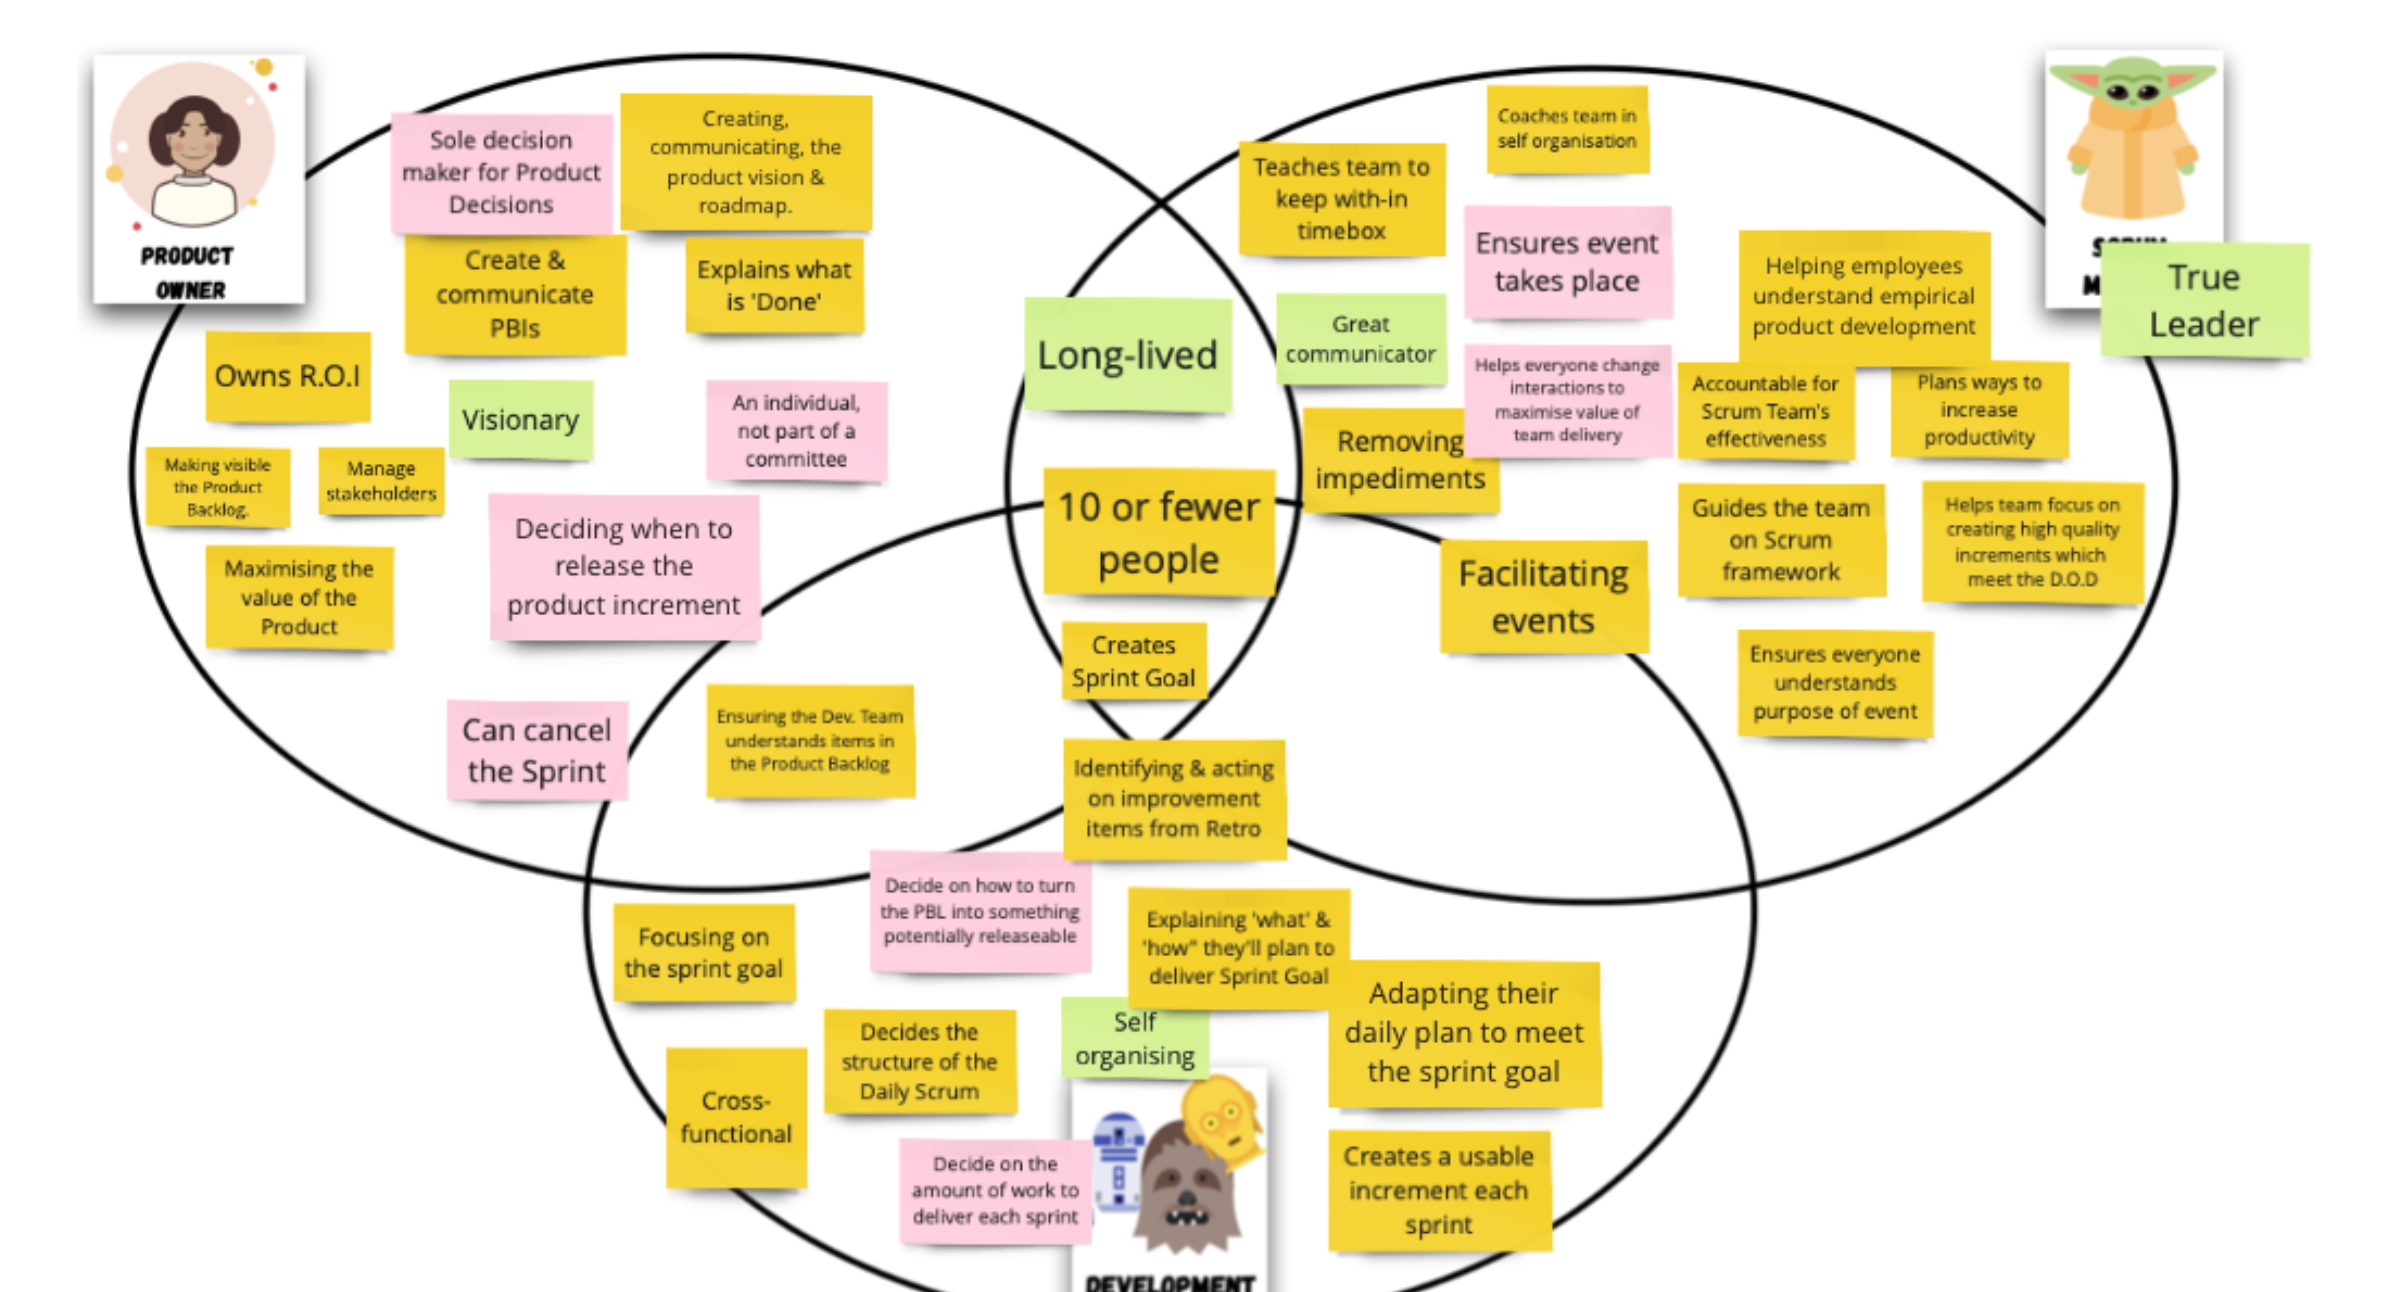 PRODUCT
OWNER
Sole decision
maker for Product
Decisions
Creating,
communicating, the
product vision &
roadmap.
Create &
communicate
PBIs
Explains what
is 'Done'
Owns R.O.I
Visionary
An individual,
not part of a
committee
Making visible
the Product
Backlog.
Manage
stakeholders
Deciding when to
release the
product increment
Maximising the
value of the
Product
Can cancel
the Sprint
Ensuring the Dev. Team
understands items in
the Product Backlog
Long-lived
10 or fewer
people
Creates
Sprint Goal
Identifying & acting
on improvement
items from Retro
Coaches team in
self organisation
Teaches team to
keep with-in
timebox
Ensures event
takes place
Great
communicator
Helps everyone change
interactions to
maximise value of
team delivery
Removing
impediments
Helping employees
understand empirical
product development
True
Leader
Accountable for
Scrum Team's
effectiveness
Plans ways to
increase
productivity
Guides the team
on Scrum
framework
Helps team focus on
creating high quality
increments which
meet the D.O.D
Facilitating
events
Ensures everyone
understands
purpose of event
Focusing on
the sprint goal
Decide on how to turn
the PBL into something
potentially releaseable
Explaining 'what' &
'how" they'll plan to
deliver Sprint Goal
Adapting their
daily plan to meet
the sprint goal
Self
organising
Decides the
structure of the
Daily Scrum
Cross-
functional
Decide on the
amount of work to
deliver each sprint
Creates a usable
increment each
sprint
DEVELOPMENT